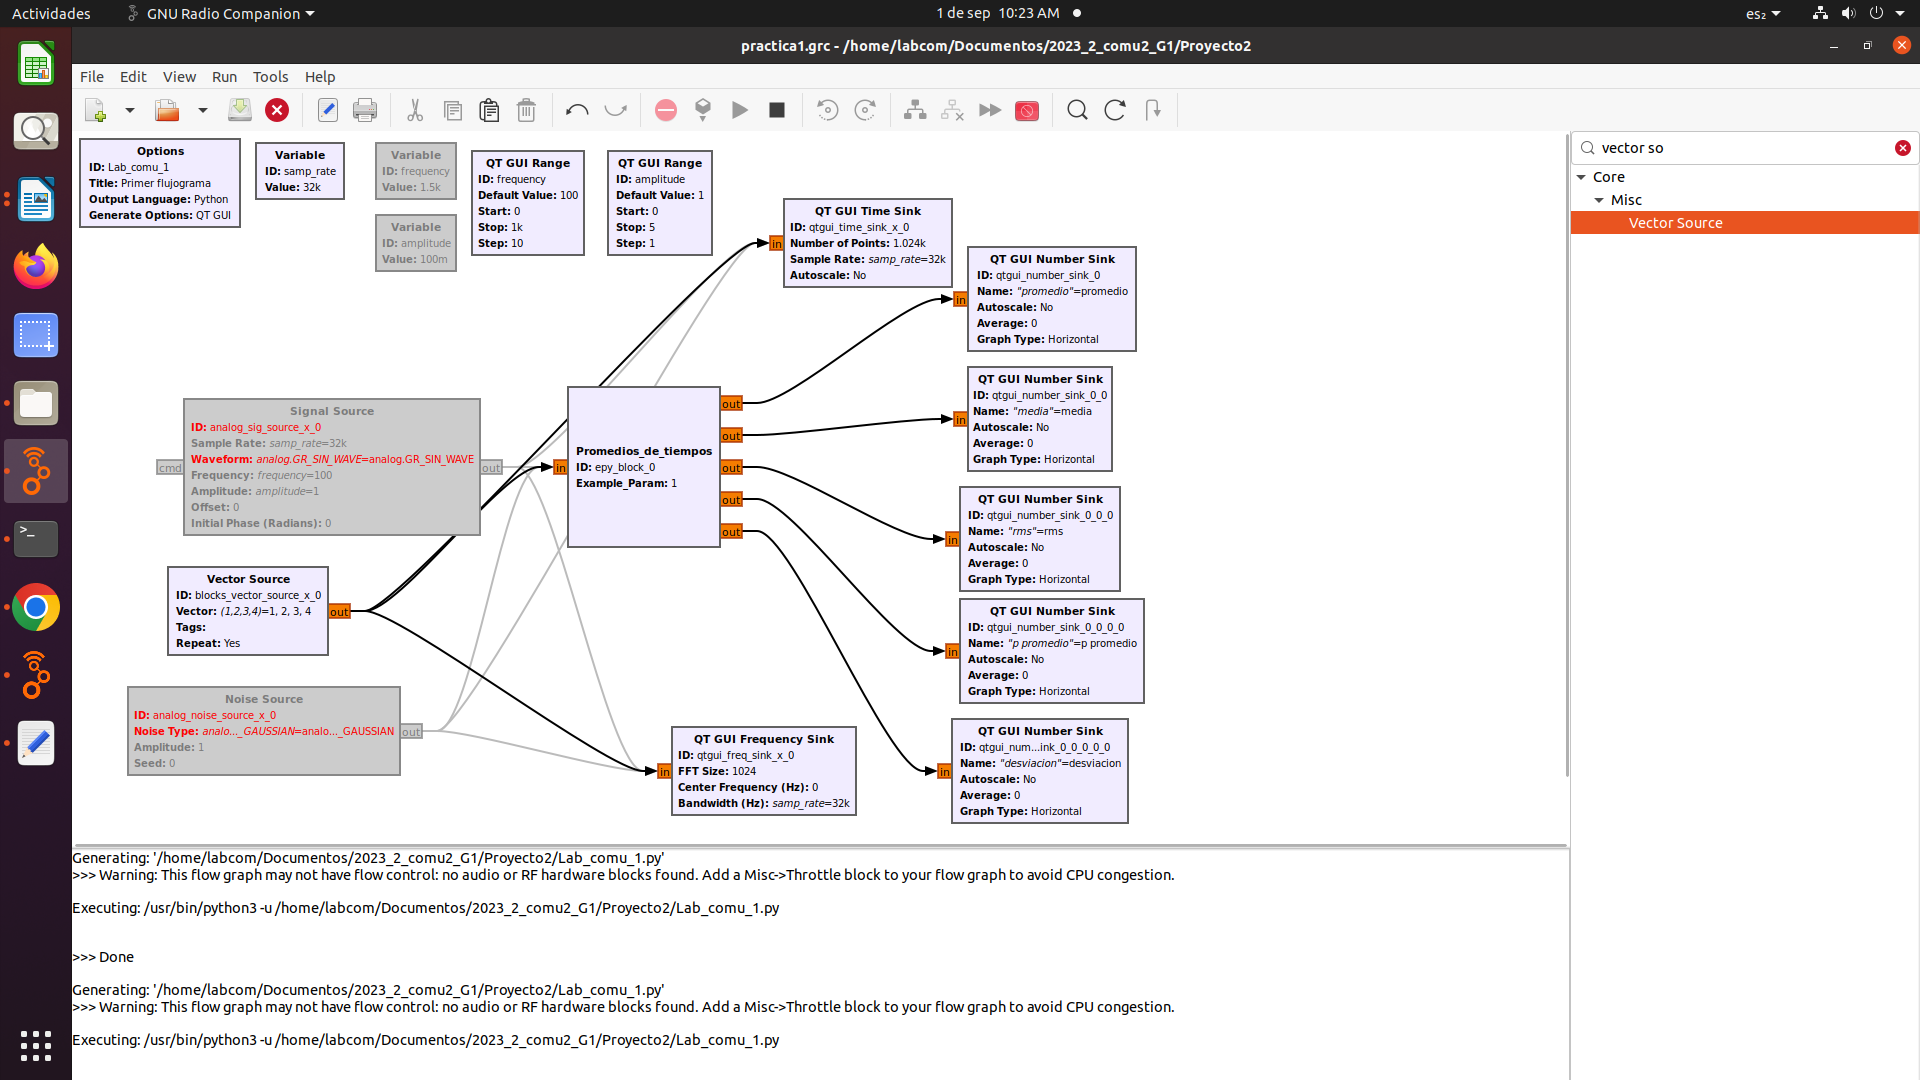 Actividades
GNU Radio Companion
1 de sep 10:23 AM
es₂
practica1.grc - /home/labcom/Documentos/2023_2_comu2_G1/Proyecto2
File Edit View Run Tools Help
Options
ID: Lab_comu_1
Title: Primer flujograma
Output Language: Python
Generate Options: QT GUI
Variable
ID: samp_rate
Value: 32k
Variable
ID: frequency
Value: 1.5k
Variable
ID: amplitude
Value: 100m
QT GUI Range
ID: frequency
Default Value: 100
Start: 0
Stop: 1k
Step: 10
QT GUI Range
ID: amplitude
Default Value: 1
Start: 0
Stop: 5
Step: 1
in
QT GUI Time Sink
ID: qtgui_time_sink_x_0
Number of Points: 1.024k
Sample Rate: samp_rate=32k
Autoscale: No
in
QT GUI Number Sink
ID: qtgui_number_sink_0
Name: "promedio"=promedio
Autoscale: No
Average: 0
Graph Type: Horizontal
in
QT GUI Number Sink
ID: qtgui_number_sink_0_0
Name: "media"=media
Autoscale: No
Average: 0
Graph Type: Horizontal
cmd
Signal Source
ID: analog_sig_source_x_0
Sample Rate: samp_rate=32k
Waveform: analog.GR_SIN_WAVE=analog.GR_SIN_WAVE
Frequency: frequency=100
Amplitude: amplitude=1
Offset: 0
Initial Phase (Radians): 0
out
in
Promedios_de_tiempos
ID: epy_block_0
Example_Param: 1
out
out
out
out
out
in
QT GUI Number Sink
ID: qtgui_number_sink_0_0_0
Name: "rms"=rms
Autoscale: No
Average: 0
Graph Type: Horizontal
Vector Source
ID: blocks_vector_source_x_0
Vector: (1,2,3,4)=1, 2, 3, 4
Tags:
Repeat: Yes
out
in
QT GUI Number Sink
ID: qtgui_number_sink_0_0_0_0
Name: "p promedio"=p promedio
Autoscale: No
Average: 0
Graph Type: Horizontal
Noise Source
ID: analog_noise_source_x_0
Noise Type: analo..._GAUSSIAN=analo..._GAUSSIAN
Amplitude: 1
Seed: 0
out
in
QT GUI Frequency Sink
ID: qtgui_freq_sink_x_0
FFT Size: 1024
Center Frequency (Hz): 0
Bandwidth (Hz): samp_rate=32k
in
QT GUI Number Sink
ID: qtgui_num...ink_0_0_0_0_0
Name: "desviacion"=desviacion
Autoscale: No
Average: 0
Graph Type: Horizontal
vector so
Core
Misc
Vector Source
Generating: '/home/labcom/Documentos/2023_2_comu2_G1/Proyecto2/Lab_comu_1.py'
>>> Warning: This flow graph may not have flow control: no audio or RF hardware blocks found. Add a Misc->Throttle block to your flow graph to avoid CPU congestion.
Executing: /usr/bin/python3 -u /home/labcom/Documentos/2023_2_comu2_G1/Proyecto2/Lab_comu_1.py
>>> Done
Generating: '/home/labcom/Documentos/2023_2_comu2_G1/Proyecto2/Lab_comu_1.py'
>>> Warning: This flow graph may not have flow control: no audio or RF hardware blocks found. Add a Misc->Throttle block to your flow graph to avoid CPU congestion.
Executing: /usr/bin/python3 -u /home/labcom/Documentos/2023_2_comu2_G1/Proyecto2/Lab_comu_1.py